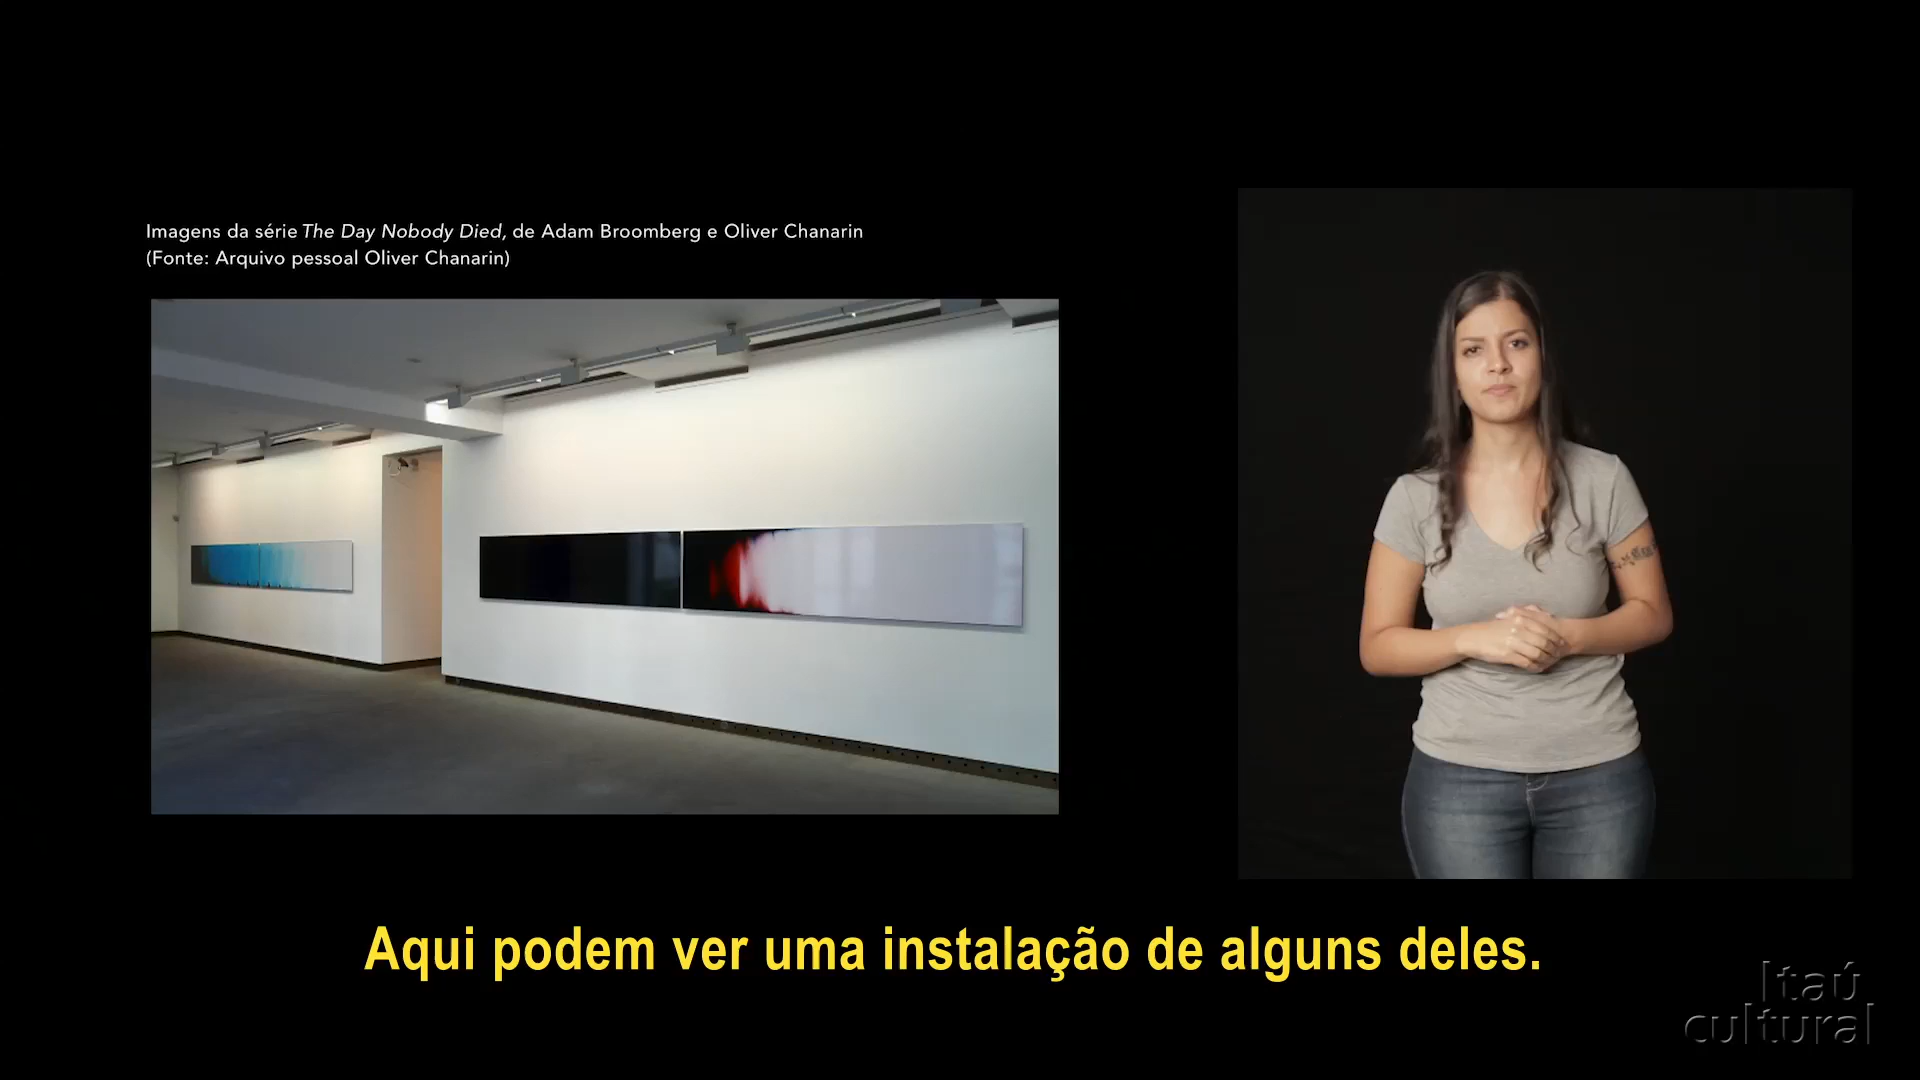 Imagens da série The Day Nobody Died, de Adam Broomberg e Oliver Chanarin
(Fonte: Arquivo pessoal Oliver Chanarin)
Aqui podem ver uma instalação de alguns deles.
Itaú
cultural